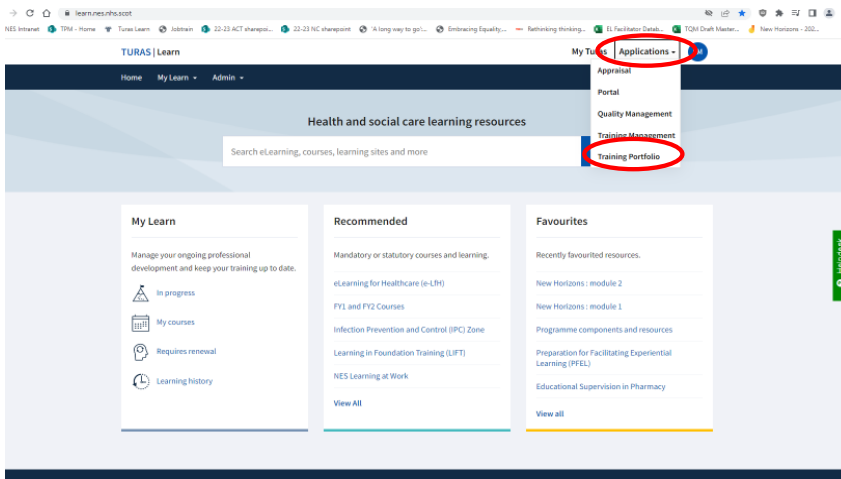 learn.nes.nhs.scot
NES Intranet TPM - Home Turas Learn Jobtrain 22-23 ACT sharepoi... 22-23 NC sharepoint 'A long way to go'... Embracing Equality,... Rethinking thinking... EL Facilitator Datab... TQM Draft Master... New Horizons - 202...
TURAS | Learn
My Turas Applications
Appraisal
Portal
Quality Management
Training Management
Training Portfolio
Home My Learn Admin
Health and social care learning resources
Search eLearning, courses, learning sites and more
My Learn
Manage your ongoing professional
development and keep your training up to date.
In progress
My courses
Requires renewal
Learning history
Recommended
Mandatory or statutory courses and learning.
eLearning for Healthcare (e-LfH)
FY1 and FY2 Courses
Infection Prevention and Control (IPC) Zone
Learning in Foundation Training (LIFT)
NES Learning at Work
View All
Favourites
Recently favourited resources.
New Horizons : module 2
New Horizons : module 1
Programme components and resources
Preparation for Facilitating Experiential
Learning (PFEL)
Educational Supervision in Pharmacy
View all
Helpdesk